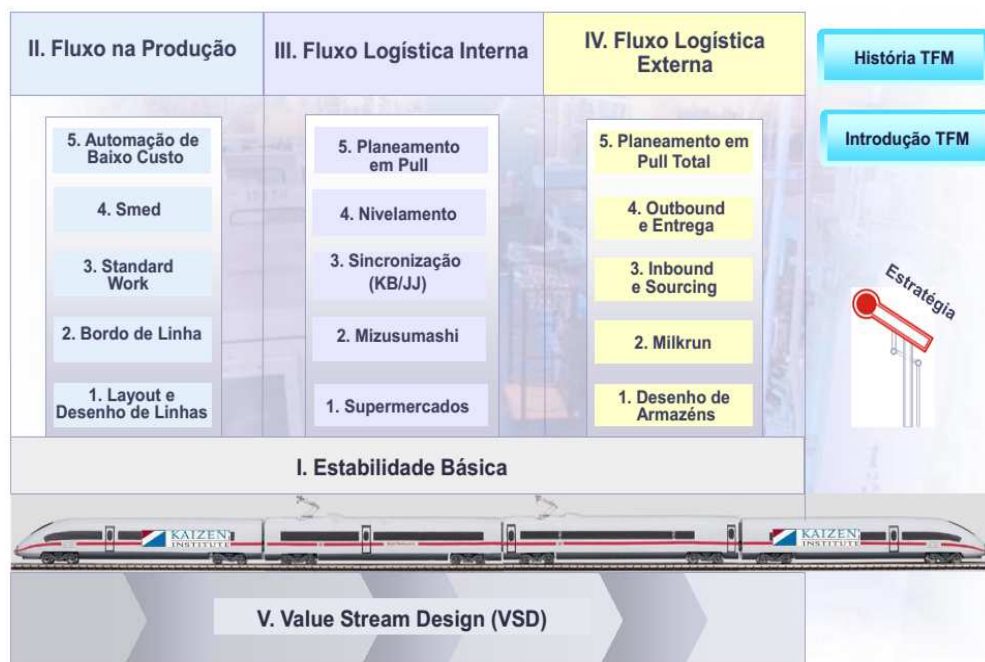 II. Fluxo na Produção
III. Fluxo Logística Interna
IV. Fluxo Logística
Externa
História TFM
Introdução TFM
5. Automação de
Baixo Custo
4. Smed
3. Standard
Work
2. Bordo de Linha
1. Layout e
Desenho de Linhas
5. Planeamento
em Pull
4. Nivelamento
3. Sincronização
(KB/JJ)
2. Mizusumashi
1. Supermercados
5. Planeamento em
Pull Total
4. Outbound
e Entrega
3. Inbound
e Sourcing
2. Milkrun
1. Desenho de
Armazéns
Estratégia
I. Estabilidade Básica
KAIZEN
INSTITUTE
KAIZEN
INSTITUTE
V. Value Stream Design (VSD)